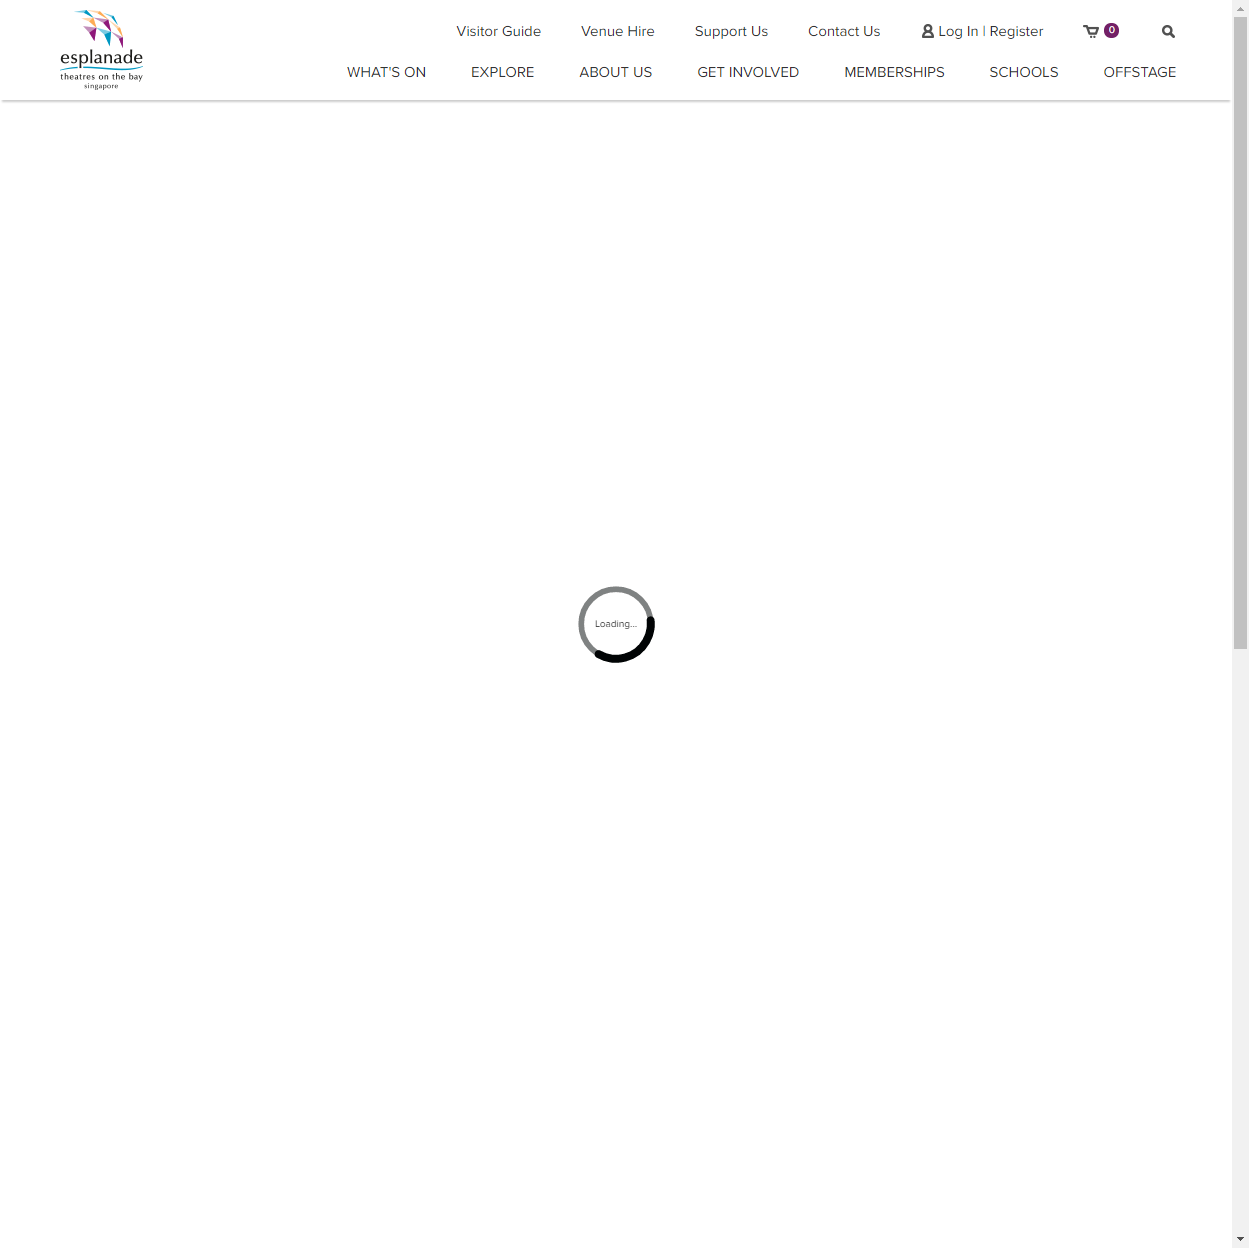 esplanade
theatres on the bay
singapore
Visitor Guide Venue Hire Support Us Contact Us Log In | Register 0
WHAT'S ON EXPLORE ABOUT US GET INVOLVED MEMBERSHIPS SCHOOLS OFFSTAGE
Loading...